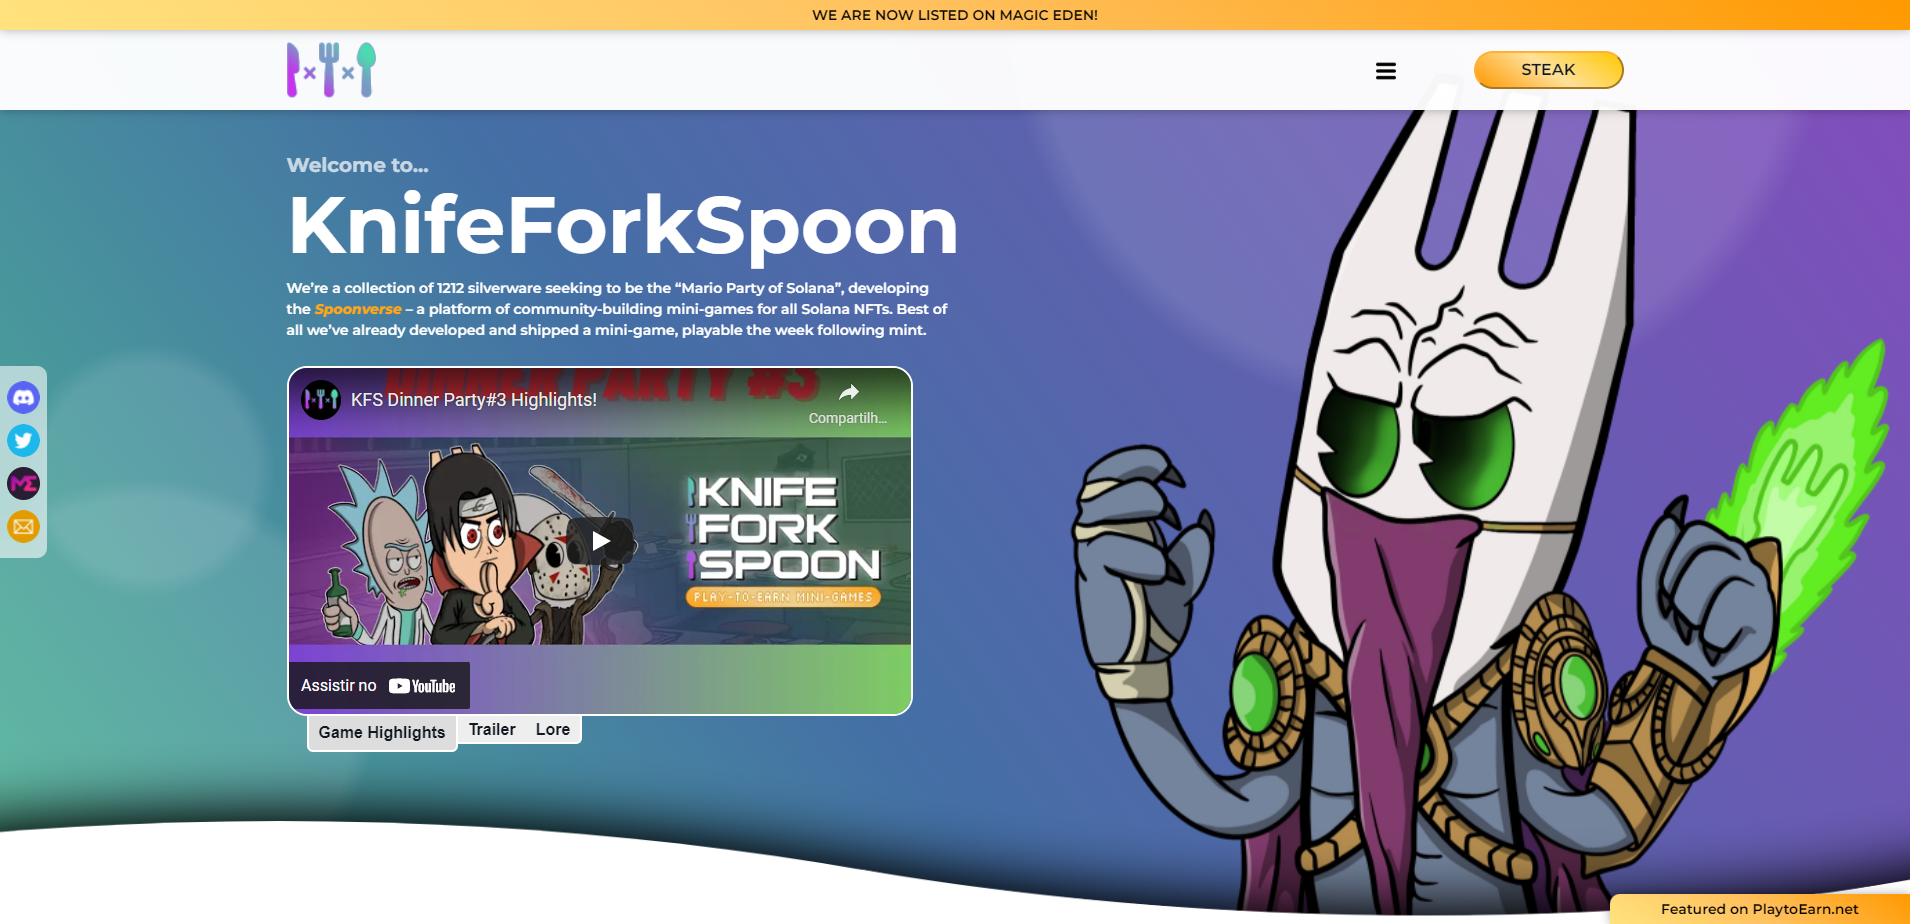 WE ARE NOW LISTED ON MAGIC EDEN!
STEAK
Welcome to...
KnifeForkSpoon
We’re a collection of 1212 silverware seeking to be the “Mario Party of Solana”, developing
the Spoonverse – a platform of community-building mini-games for all Solana NFTs. Best of
all we’ve already developed and shipped a mini-game, playable the week following mint.
DINNER PARTY #3
KFS Dinner Party#3 Highlights!
Compartilh...
KNIFE
FORK
SPOON
PLAY-TO-EARN MINI-GAMES
Assistir no YouTube
Game Highlights
Trailer
Lore
ME
Featured on PlaytoEarn.net